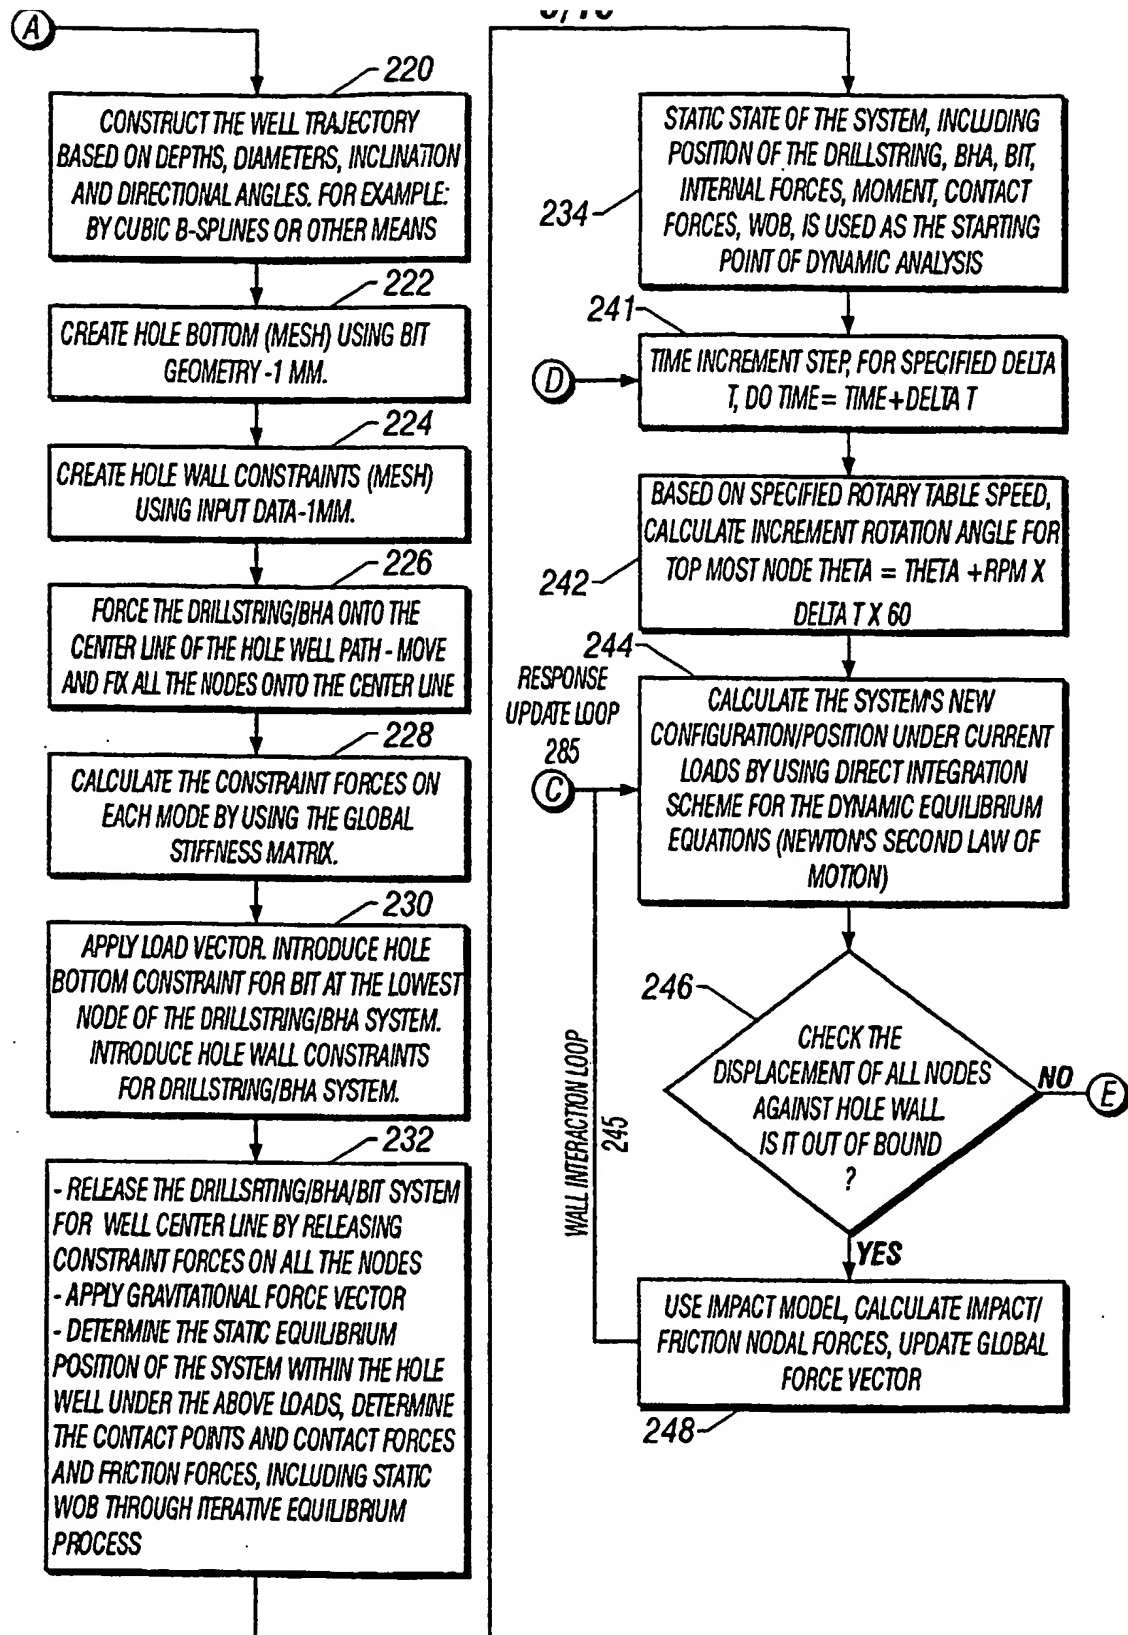 A
220
CONSTRUCT THE WELL TRAJECTORY
BASED ON DEPTHS, DIAMETERS, INCLINATION
AND DIRECTIONAL ANGLES. FOR EXAMPLE:
BY CUBIC B-SPLINES OR OTHER MEANS
222
CREATE HOLE BOTTOM (MESH) USING BIT
GEOMETRY -1 MM.
224
CREATE HOLE WALL CONSTRAINTS (MESH)
USING INPUT DATA-1MM.
226
FORCE THE DRILLSTRING/BHA ONTO THE
CENTER LINE OF THE HOLE WELL PATH - MOVE
AND FIX ALL THE NODES ONTO THE CENTER LINE
228
CALCULATE THE CONSTRAINT FORCES ON
EACH MODE BY USING THE GLOBAL
STIFFNESS MATRIX.
230
APPLY LOAD VECTOR. INTRODUCE HOLE
BOTTOM CONSTRAINT FOR BIT AT THE LOWEST
NODE OF THE DRILLSTRING/BHA SYSTEM.
INTRODUCE HOLE WALL CONSTRAINTS
FOR DRILLSTRING/BHA SYSTEM.
232
- RELEASE THE DRILLSRTING/BHA/BIT SYSTEM
FOR WELL CENTER LINE BY RELEASING
CONSTRAINT FORCES ON ALL THE NODES
- APPLY GRAVITATIONAL FORCE VECTOR
- DETERMINE THE STATIC EQUILIBRIUM
POSITION OF THE SYSTEM WITHIN THE HOLE
WELL UNDER THE ABOVE LOADS, DETERMINE
THE CONTACT POINTS AND CONTACT FORCES
AND FRICTION FORCES, INCLUDING STATIC
WOB THROUGH ITERATIVE EQUILIBRIUM
PROCESS
STATIC STATE OF THE SYSTEM, INCLUDING
POSITION OF THE DRILLSTRING, BHA, BIT,
INTERNAL FORCES, MOMENT, CONTACT
FORCES, WOB, IS USED AS THE STARTING
POINT OF DYNAMIC ANALYSIS
234
241
D
TIME INCREMENT STEP, FOR SPECIFIED DELTA
T, DO TIME = TIME+DELTA T
BASED ON SPECIFIED ROTARY TABLE SPEED,
CALCULATE INCREMENT ROTATION ANGLE FOR
TOP MOST NODE THETA = THETA +RPM X
DELTA T X 60
242
244
RESPONSE
UPDATE LOOP
285
C
CALCULATE THE SYSTEM'S NEW
CONFIGURATION/POSITION UNDER CURRENT
LOADS BY USING DIRECT INTEGRATION
SCHEME FOR THE DYNAMIC EQUILIBRIUM
EQUATIONS (NEWTON'S SECOND LAW OF
MOTION)
246
CHECK THE
DISPLACEMENT OF ALL NODES
AGAINST HOLE WALL
IS IT OUT OF BOUND
?
NO
E
YES
WALL INTERACTION LOOP
245
USE IMPACT MODEL, CALCULATE IMPACT/
FRICTION NODAL FORCES, UPDATE GLOBAL
FORCE VECTOR
248